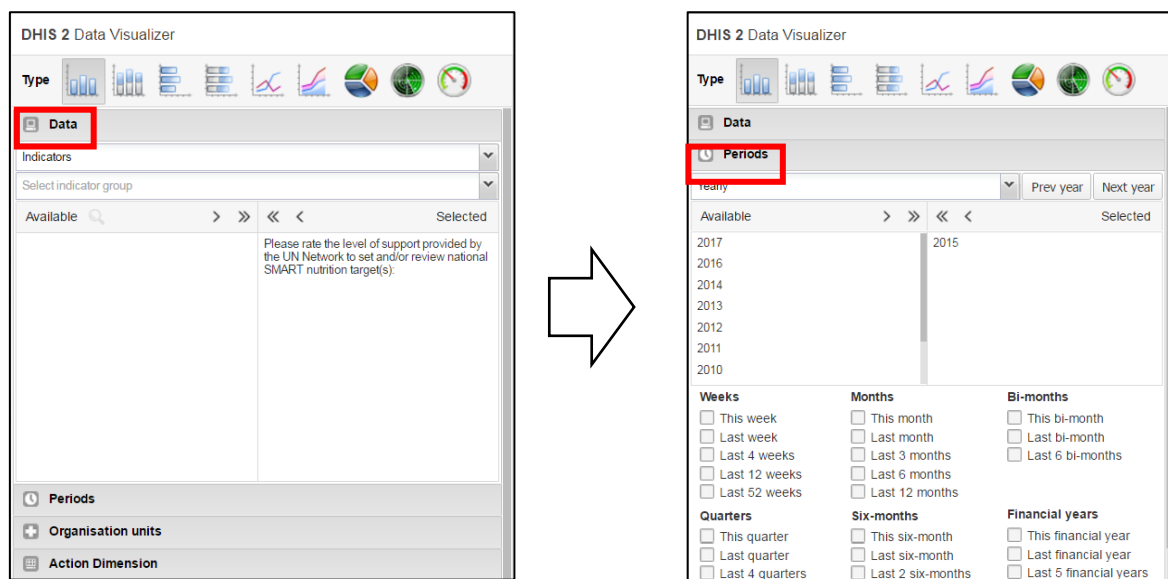 DHIS 2 Data Visualizer
Type
Data
Indicators
Select indicator group
Available
Selected
Please rate the level of support provided by
the UN Network to set and/or review national
SMART nutrition target(s):
Periods
Organisation units
Action Dimension
DHIS 2 Data Visualizer
Type
Data
Periods
Yearly Prev year Next year
Available Selected
2017 2015
2016
2014
2013
2012
2011
2010
Weeks Months Bi-months
This week This month This bi-month
Last week Last month Last bi-month
Last 4 weeks Last 3 months Last 6 bi-months
Last 12 weeks Last 6 months
Last 52 weeks Last 12 months
Quarters Six-months Financial years
This quarter This six-month This financial year
Last quarter Last six-month Last financial year
Last 4 quarters Last 2 six-months Last 5 financial years